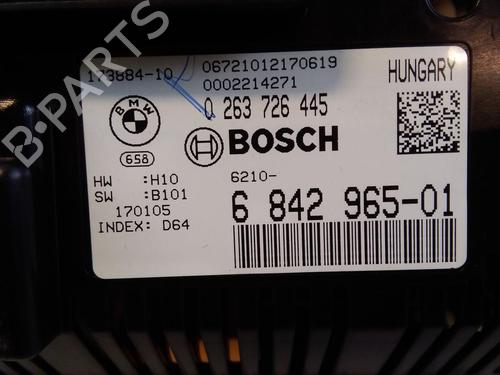 173884-10 06721012170619 HUNGARY
0002214271
0 263 726 445
BMW
BOSCH
658
HW :H10 6210-
SW :B101 6 842 965-01
170105
INDEX: D64
B-Parts